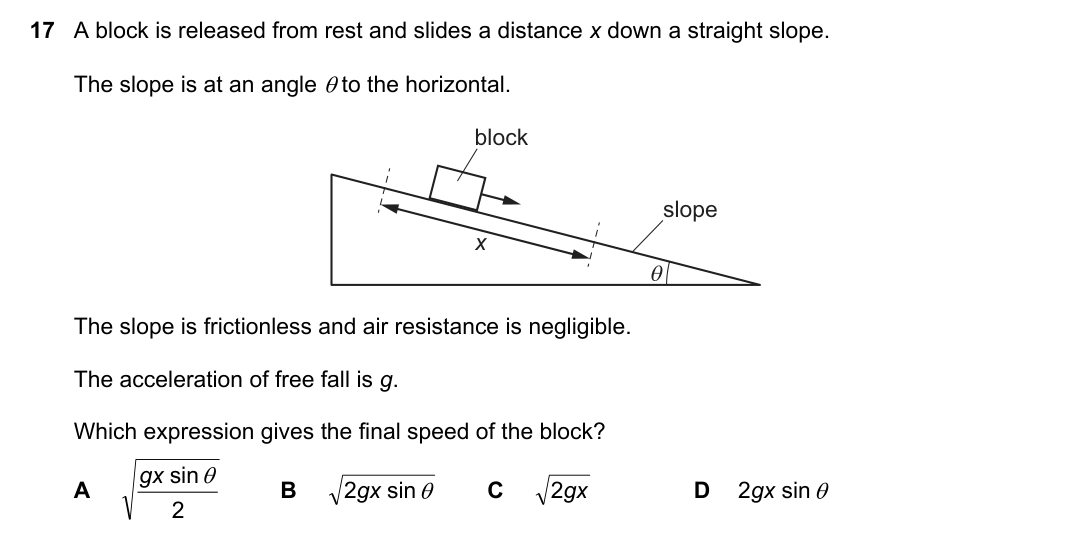 17 A block is released from rest and slides a distance x down a straight slope.
The slope is at an angle θ to the horizontal.
block
slope
x
θ
The slope is frictionless and air resistance is negligible.
The acceleration of free fall is g.
Which expression gives the final speed of the block?
A √(gx sin θ / 2) B √(2gx sin θ) C √(2gx) D 2gx sin θ